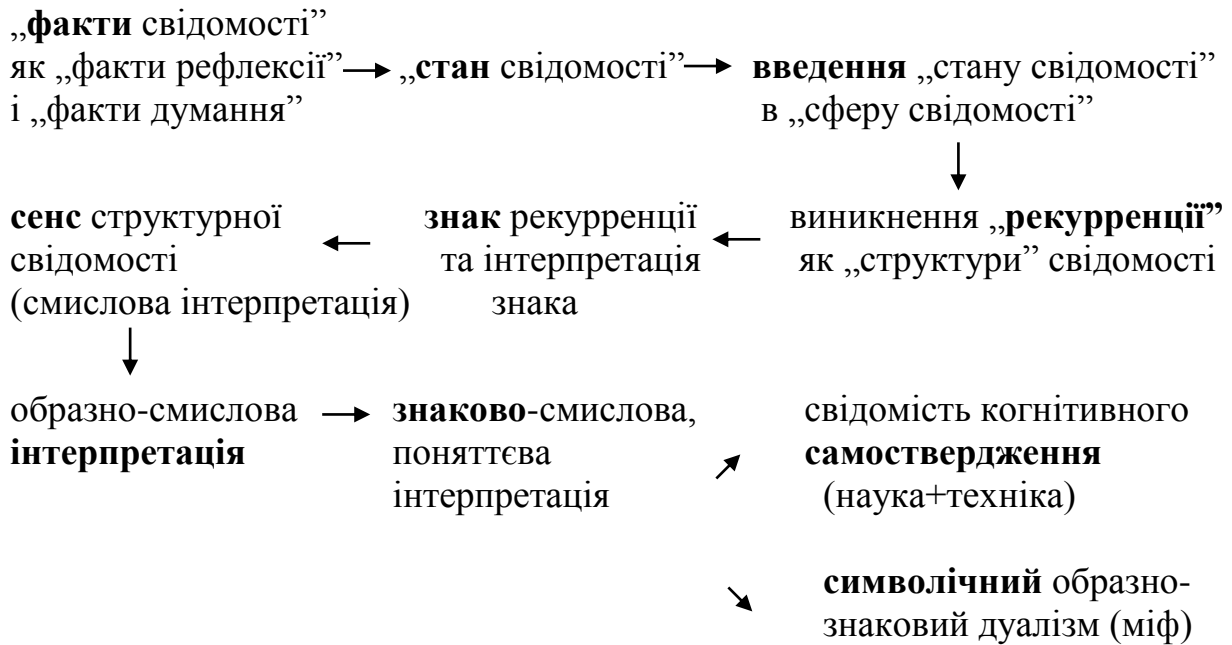 „факти свідомості”
як „факти рефлексії” „стан свідомості” введення „стану свідомості”
і „факти думання” в „сферу свідомості”
сенс структурної знак рекурренції виникнення „рекурренції”
свідомості та інтерпретація як „структури” свідомості
(смислова інтерпретація) знака
образно-смислова знаково-смислова, свідомість когнітивного
інтерпретація поняттєва самоствердження
інтерпретація (наука+техніка)
символічний образно-
знаковий дуалізм (міф)